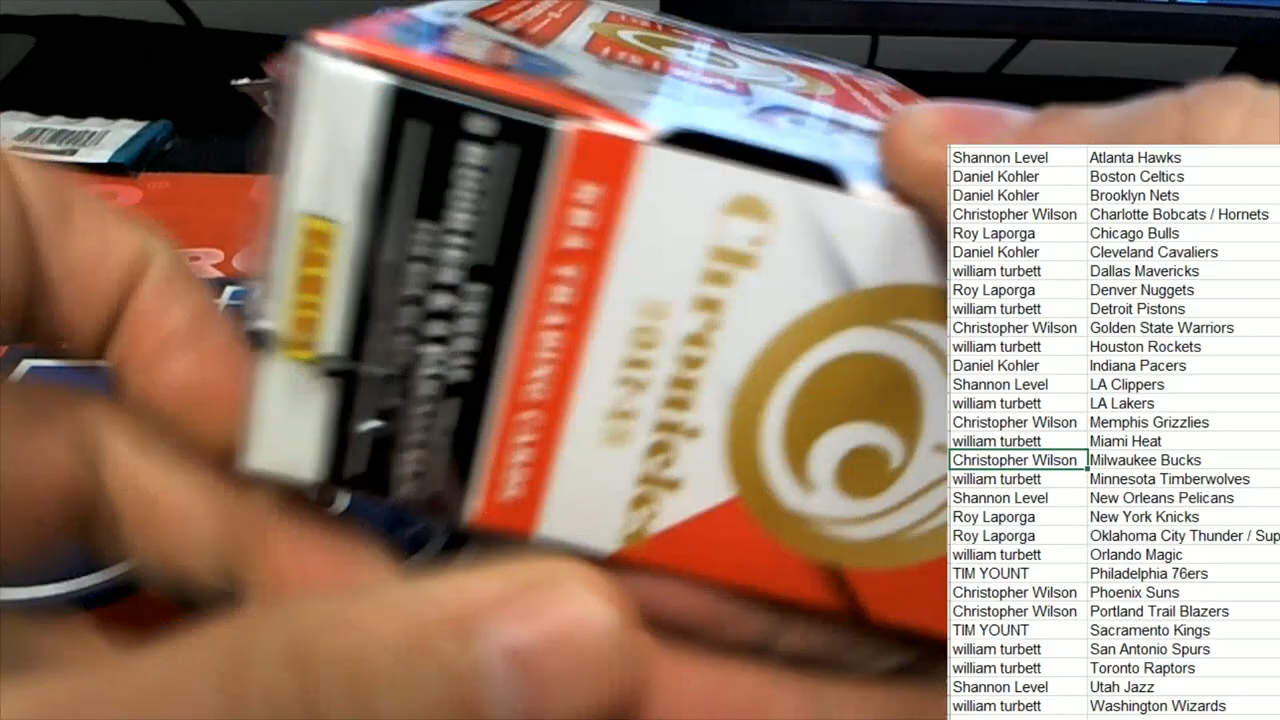 PANINI
NBA TRADING CARDS
Chronicles
Shannon Level Atlanta Hawks
Daniel Kohler Boston Celtics
Daniel Kohler Brooklyn Nets
Christopher Wilson Charlotte Bobcats / Hornets
Roy Laporga Chicago Bulls
Daniel Kohler Cleveland Cavaliers
william turbett Dallas Mavericks
Roy Laporga Denver Nuggets
william turbett Detroit Pistons
Christopher Wilson Golden State Warriors
william turbett Houston Rockets
Daniel Kohler Indiana Pacers
Shannon Level LA Clippers
william turbett LA Lakers
Christopher Wilson Memphis Grizzlies
william turbett Miami Heat
Christopher Wilson Milwaukee Bucks
william turbett Minnesota Timberwolves
Shannon Level New Orleans Pelicans
Roy Laporga New York Knicks
Roy Laporga Oklahoma City Thunder / Sup
william turbett Orlando Magic
TIM YOUNT Philadelphia 76ers
Christopher Wilson Phoenix Suns
Christopher Wilson Portland Trail Blazers
TIM YOUNT Sacramento Kings
william turbett San Antonio Spurs
william turbett Toronto Raptors
Shannon Level Utah Jazz
william turbett Washington Wizards